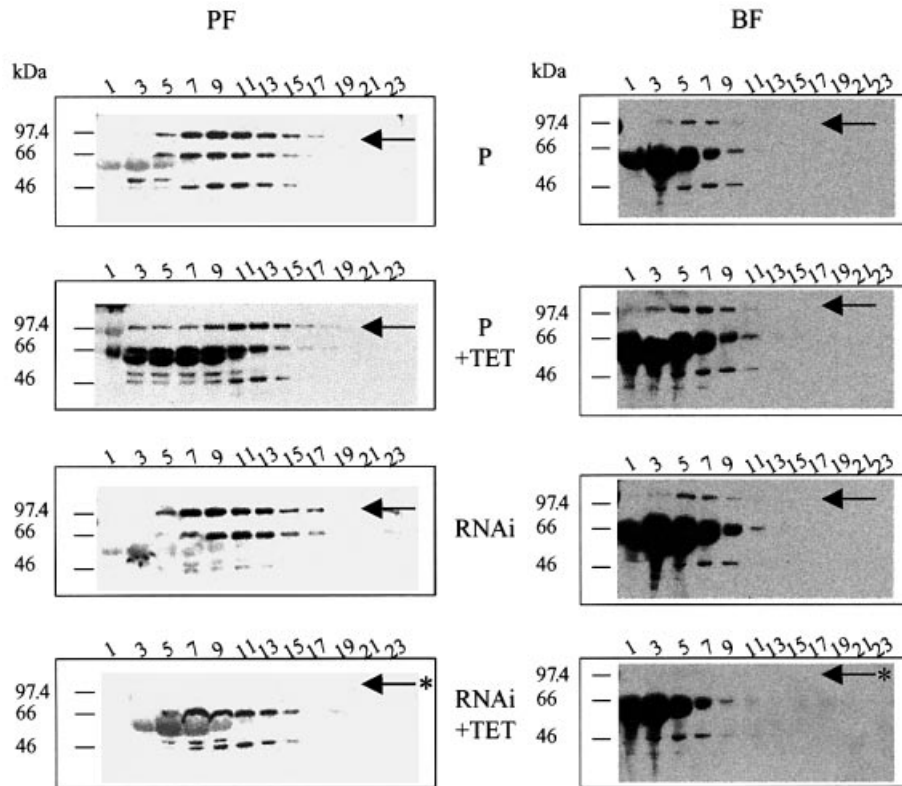 PF BF
kDa 1 3 5 7 9 11 13 15 17 19 21 23 kDa 1 3 5 7 9 11 13 15 17 19 21 23
97.4 97.4
66 P 66
46 46
1 3 5 7 9 11 13 15 17 19 21 23 1 3 5 7 9 11 13 15 17 19 21 23
97.4 P 97.4
66 +TET 66
46 46
1 3 5 7 9 11 13 15 17 19 21 23 1 3 5 7 9 11 13 15 17 19 21 23
97.4 97.4
66 RNAi 66
46 46
1 3 5 7 9 11 13 15 17 19 21 23 1 3 5 7 9 11 13 15 17 19 21 23
97.4 * 97.4 *
66 RNAi 66
46 +TET 46